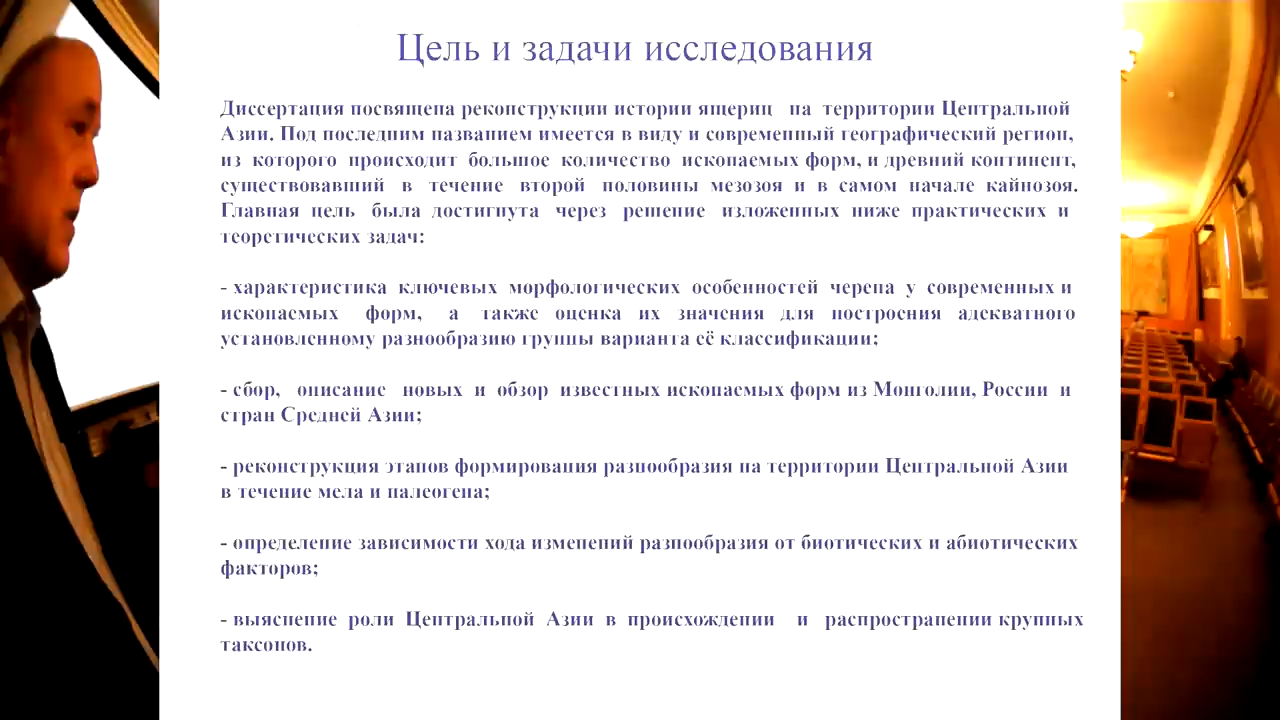 Цель и задачи исследования
Диссертация посвящена реконструкции истории ящериц на территории Центральной
Азии. Под последним названием имеется в виду и современный географический регион,
из которого происходит большое количество ископаемых форм, и древний континент,
существовавший в течение второй половины мезозоя и в самом начале кайнозоя.
Главная цель была достигнута через решение изложенных ниже практических и
теоретических задач:
- характеристика ключевых морфологических особенностей черепа у современных и
ископаемых форм, а также оценка их значения для построения адекватного
установленному разнообразию группы варианта её классификации;
- сбор, описание новых и обзор известных ископаемых форм из Монголии, России и
стран Средней Азии;
- реконструкция этапов формирования разнообразия на территории Центральной Азии
в течение мела и палеогена;
- определение зависимости хода изменений разнообразия от биотических и абиотических
факторов;
- выяснение роли Центральной Азии в происхождении и распространении крупных
таксонов.